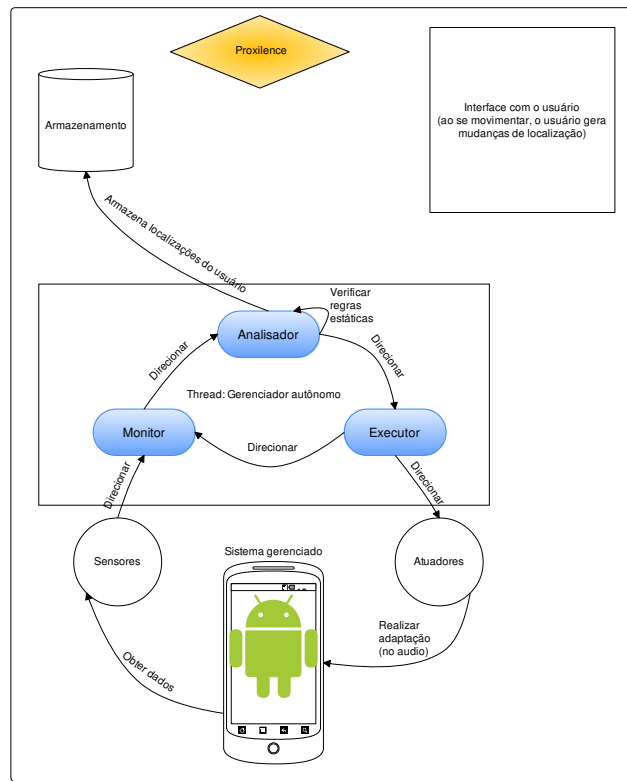 Proxilence
Armazenamento
Interface com o usuário
(ao se movimentar, o usuário gera
mudanças de localização)
Armazena localizações do usuário
Verificar
regras
estáticas
Analisador
Direcionar
Direcionar
Thread: Gerenciador autônomo
Monitor
Direcionar
Executor
Direcionar
Direcionar
Sensores
Sistema gerenciado
Atuadores
Realizar
adaptação
(no audio)
Obter dados